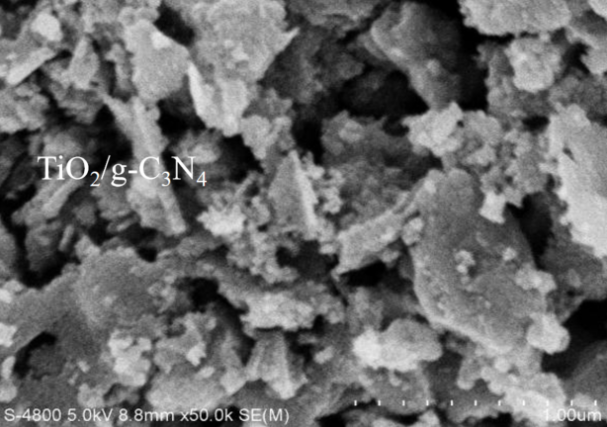 TiO₂/g-C₃N₄
S-4800 5.0kV 8.8mm x50.0k SE(M) 1.00um